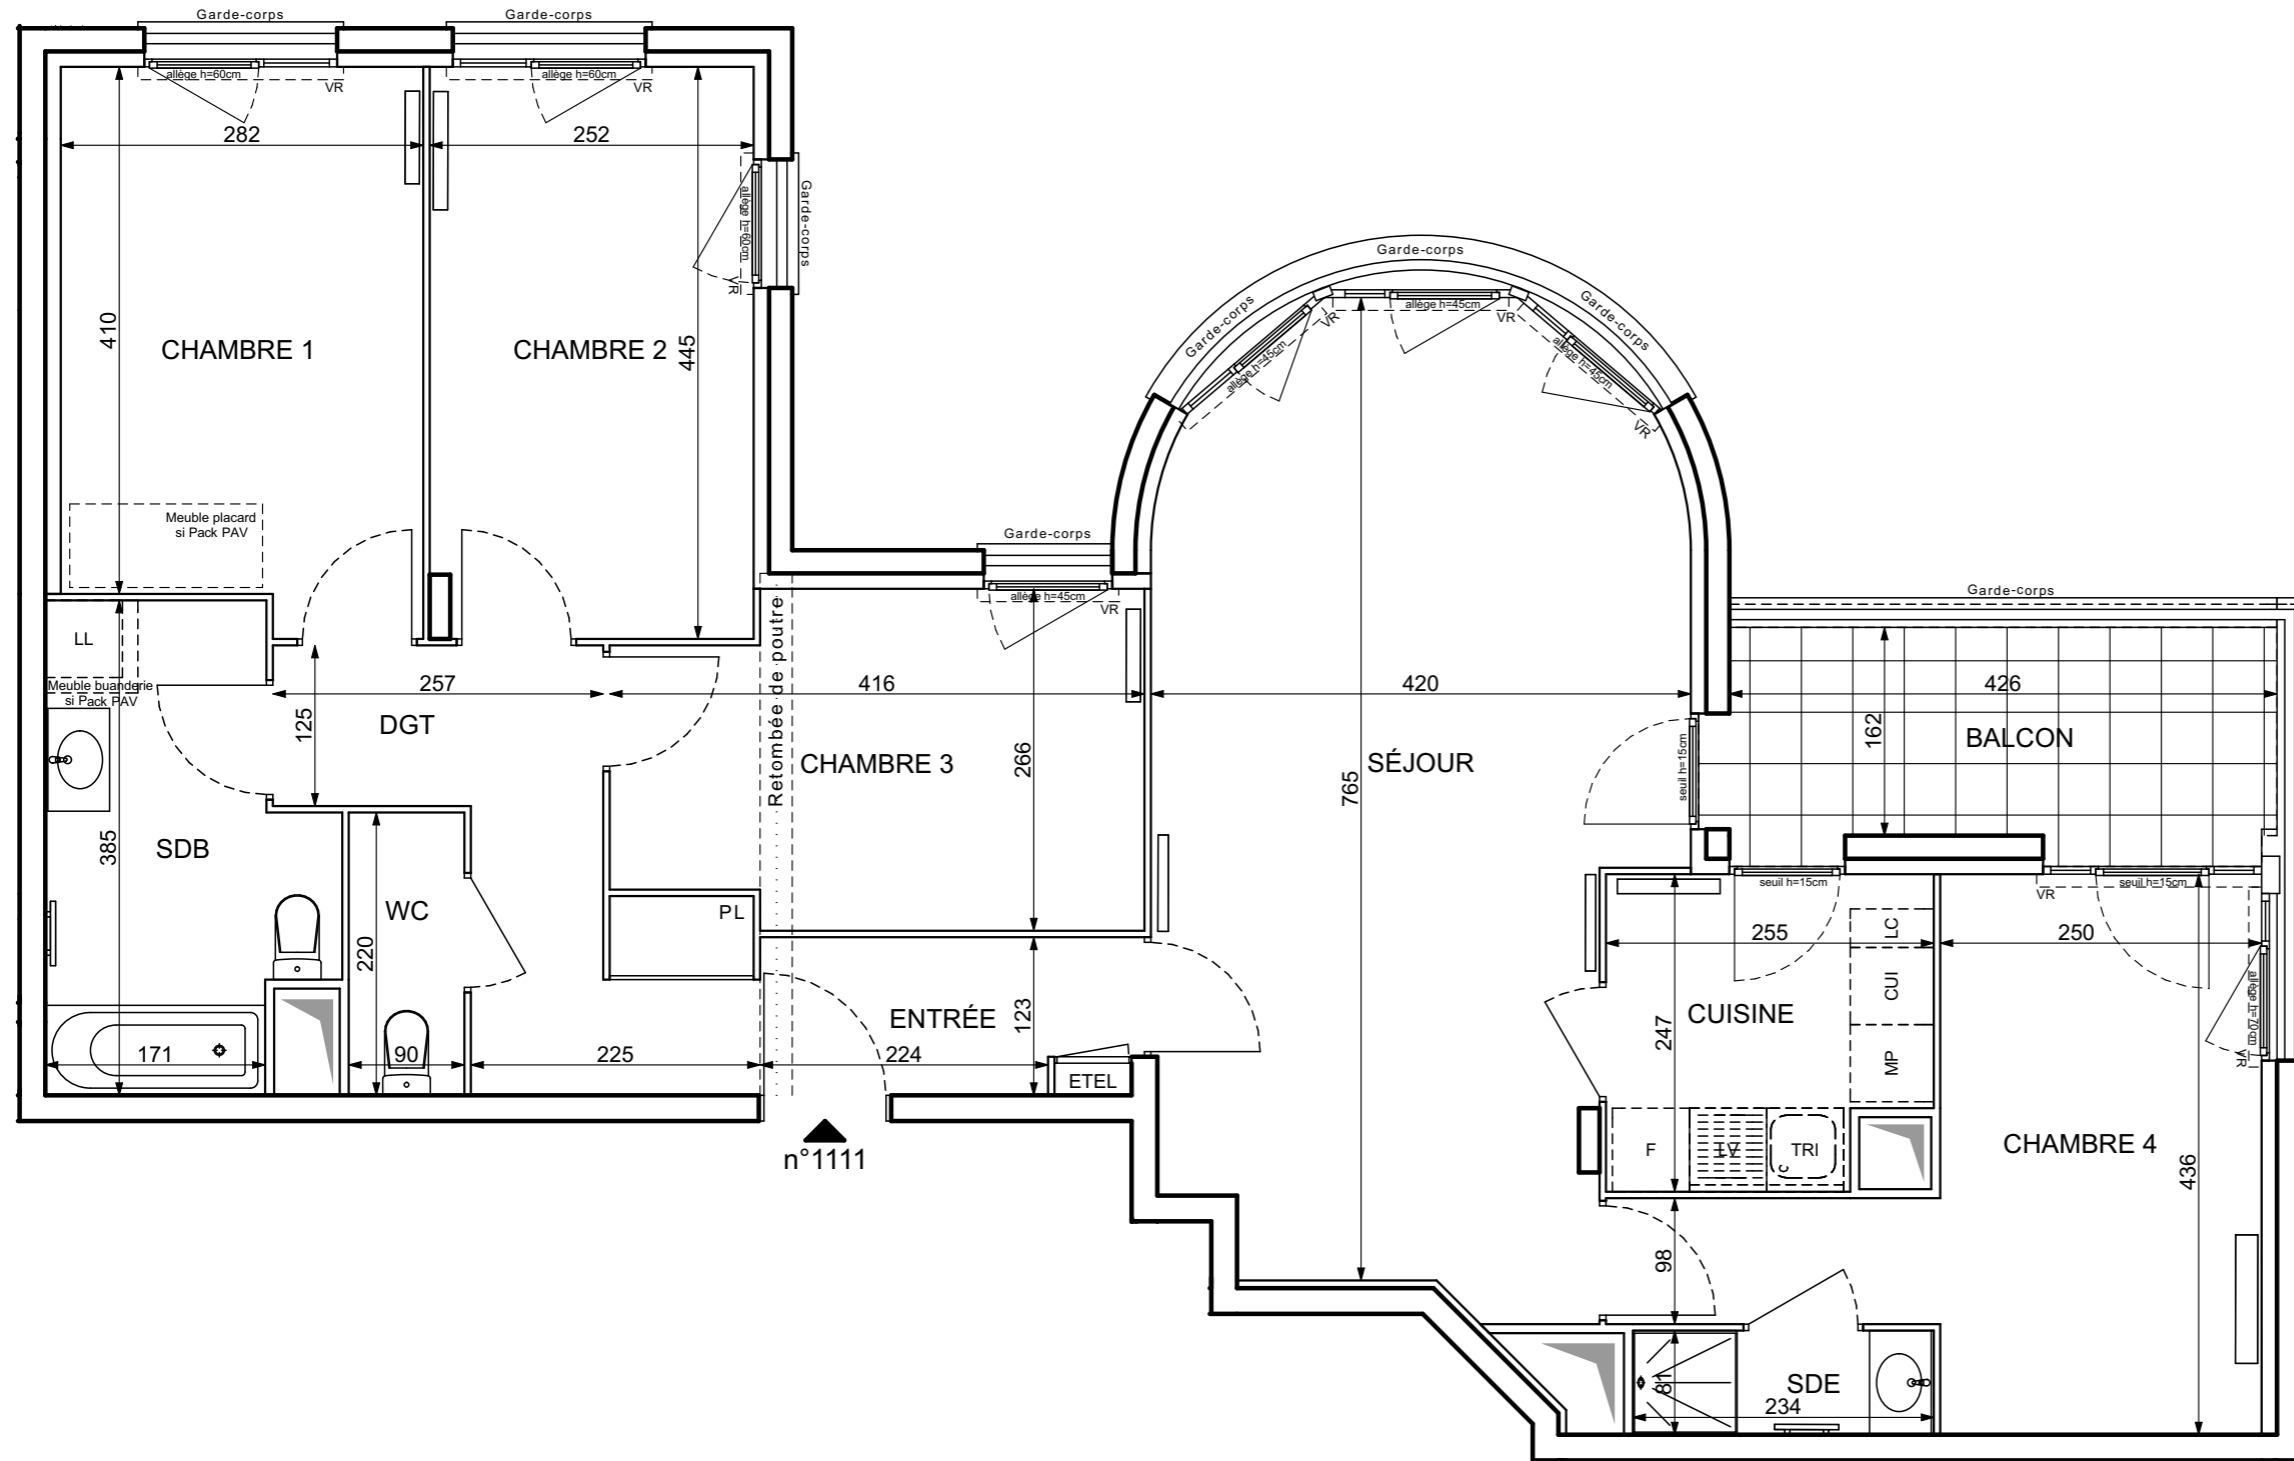 Garde-corps
Garde-corps
allège h=60cm
VR
allège h=60cm
VR
282
252
allège h=60cm
VR
Garde-corps
410
CHAMBRE 1
CHAMBRE 2
445
Garde-corps
Garde-corps
Garde-corps
allège h=45cm
VR
allège h=45cm
VR
allège h=45cm
VR
Meuble placard
si Pack PAV
Garde-corps
allège h=45cm
VR
Retombée de poutre
Garde-corps
LL
Meuble buanderie
si Pack PAV
257
416
420
426
125
DGT
CHAMBRE 3
266
765
SÉJOUR
seuil h=15cm
162
BALCON
385
SDB
seuil h=15cm
seuil h=15cm
VR
WC
PL
220
255
LC
250
CUI
allège h=70cm
VR
ENTRÉE
123
CUISINE
247
MP
171
90
225
224
ETEL
n°1111
F
LV
TRI
CHAMBRE 4
436
98
81
SDE
234